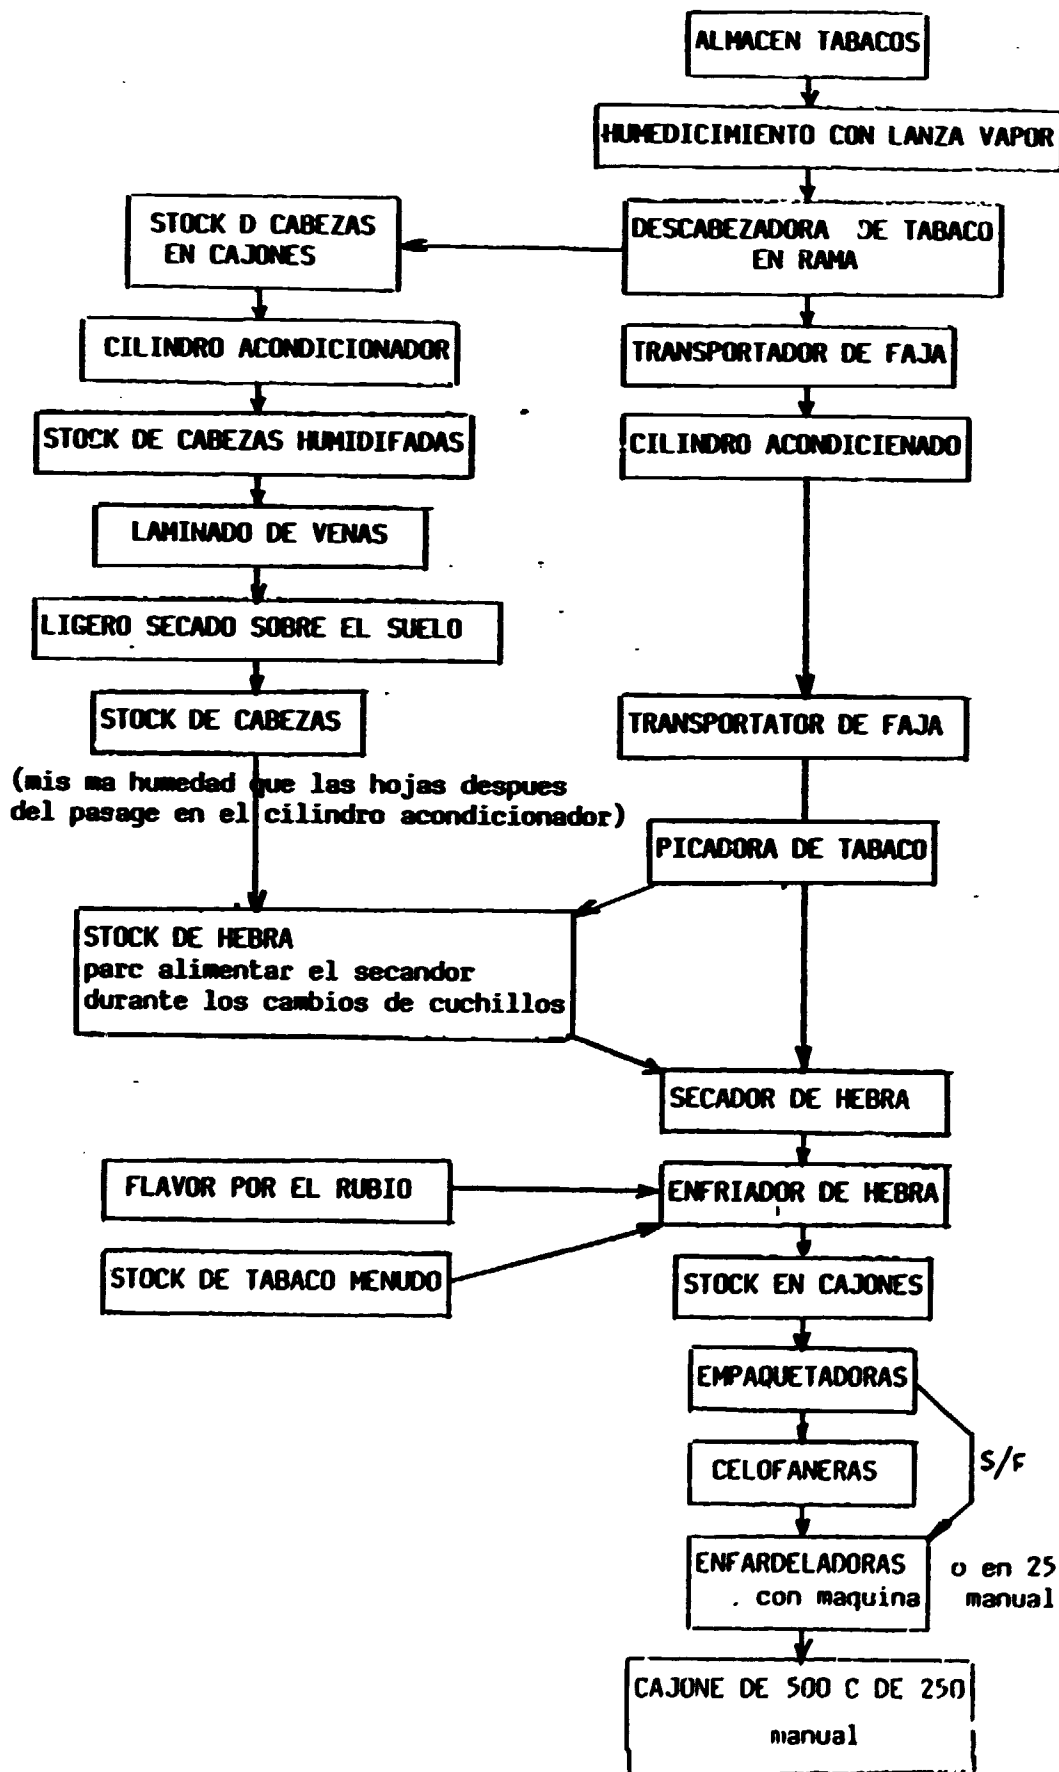 ALMACEN TABACOS
HUMEDICIMIENTO CON LANZA VAPOR
STOCK D CABEZAS
EN CAJONES
DESCABEZADORA DE TABACO
EN RAMA
CILINDRO ACONDICIONADOR
TRANSPORTADOR DE FAJA
STOCK DE CABEZAS HUMIDIFADAS
CILINDRO ACONDICIENADO
LAMINADO DE VENAS
LIGERO SECADO SOBRE EL SUELO
STOCK DE CABEZAS
TRANSPORTATOR DE FAJA
(mis ma humedad que las hojas despues
del pasage en el cilindro acondicionador)
PICADORA DE TABACO
STOCK DE HEBRA
parc alimentar el secandor
durante los cambios de cuchillos
SECADOR DE HEBRA
FLAVOR POR EL RUBIO
ENFRIADOR DE HEBRA
STOCK DE TABACO MENUDO
STOCK EN CAJONES
EMPAQUETADORAS
S/F
CELOFANERAS
ENFARDELADORAS
con maquina
o en 25
manual
CAJONE DE 500 C DE 250
manual